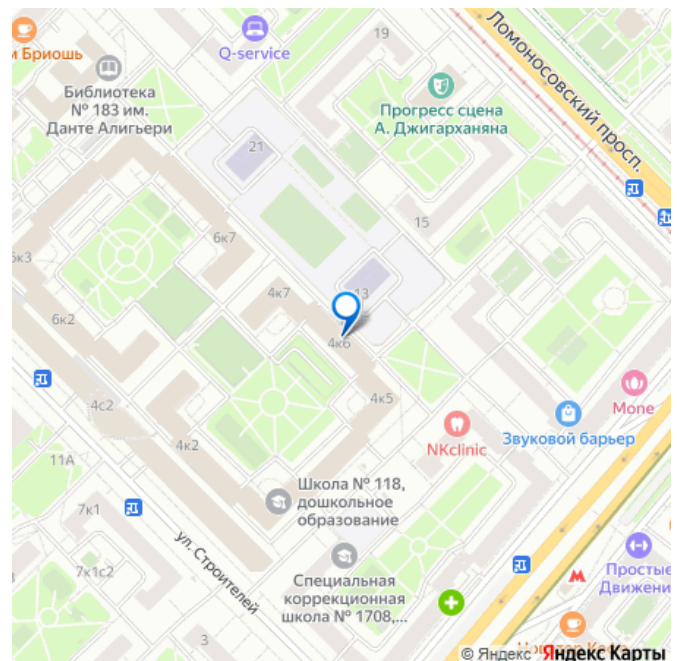 Ломоносовский просп.
19
и Бриошь
Q-service
Библиотека
№ 183 им.
Данте Алигьери
Прогресс сцена
А. Джигарханяна
21
15
6к7
6к3
4к7
13
6к2
4к6
4к5
4с2
4к2
Mone
Звуковой барьер
NKclinic
11А
Школа № 118,
дошкольное
образование
7к1
ул. Строителей
7к1с2
Специальная
коррекционная
школа № 1708,...
Простые
Движени
3
© Яндекс Яндекс Карты